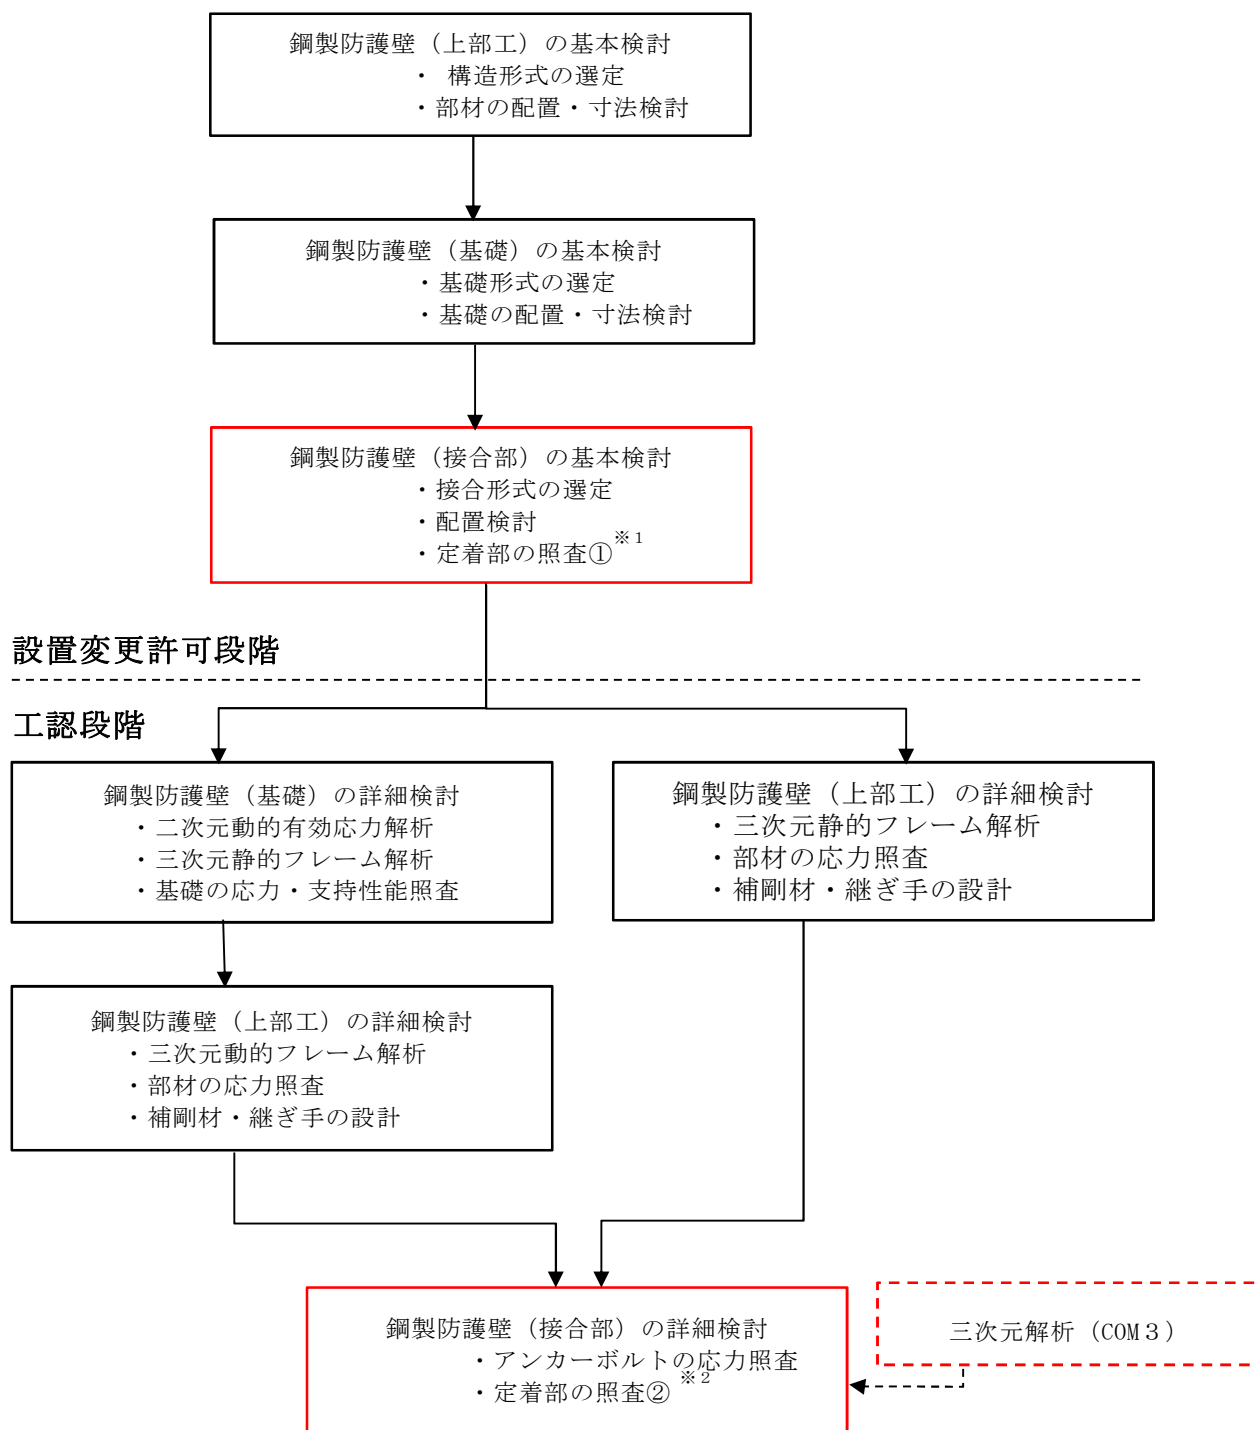 鋼製防護壁（上部工）の基本検討
・ 構造形式の選定
・部材の配置・寸法検討
鋼製防護壁（基礎）の基本検討
・基礎形式の選定
・基礎の配置・寸法検討
鋼製防護壁（接合部）の基本検討
・接合形式の選定
・配置検討
・定着部の照査①※1
設置変更許可段階
工認段階
鋼製防護壁（基礎）の詳細検討
・二次元動的有効応力解析
・三次元静的フレーム解析
・基礎の応力・支持性能照査
鋼製防護壁（上部工）の詳細検討
・三次元静的フレーム解析
・部材の応力照査
・補剛材・継ぎ手の設計
鋼製防護壁（上部工）の詳細検討
・三次元動的フレーム解析
・部材の応力照査
・補剛材・継ぎ手の設計
鋼製防護壁（接合部）の詳細検討
・アンカーボルトの応力照査
・定着部の照査②※2
三次元解析（COM３）